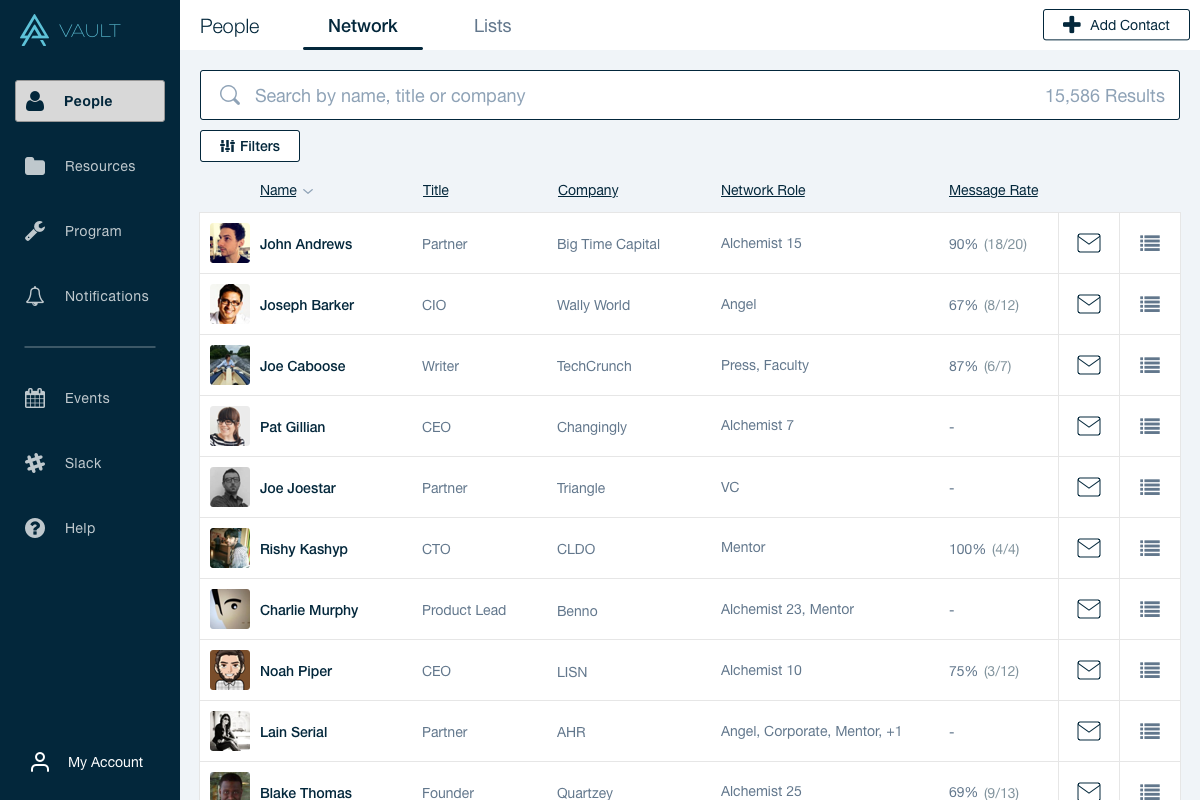 VAULT
People
Resources
Program
Notifications
Events
Slack
Help
My Account
People
Network
Lists
Add Contact
Search by name, title or company
15,586 Results
Filters
Name Title Company Network Role Message Rate
John Andrews Partner Big Time Capital Alchemist 15 90% (18/20)
Joseph Barker CIO Wally World Angel 67% (8/12)
Joe Caboose Writer TechCrunch Press, Faculty 87% (6/7)
Pat Gillian CEO Changingly Alchemist 7 -
Joe Joestar Partner Triangle VC -
Rishy Kashyp CTO CLDO Mentor 100% (4/4)
Charlie Murphy Product Lead Benno Alchemist 23, Mentor -
Noah Piper CEO LISN Alchemist 10 75% (3/12)
Lain Serial Partner AHR Angel, Corporate, Mentor, +1 -
Blake Thomas Founder Quartzey Alchemist 25 69% (9/13)